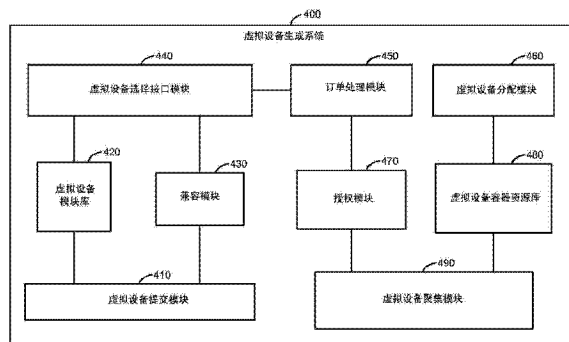 400
虚拟设备生成系统
440
虚拟设备选择接口模块
450
订单处理模块
460
虚拟设备分配模块
420
虚拟设备
模块库
430
兼容模块
470
授权模块
480
虚拟设备容器资源库
410
虚拟设备提交模块
490
虚拟设备聚集模块